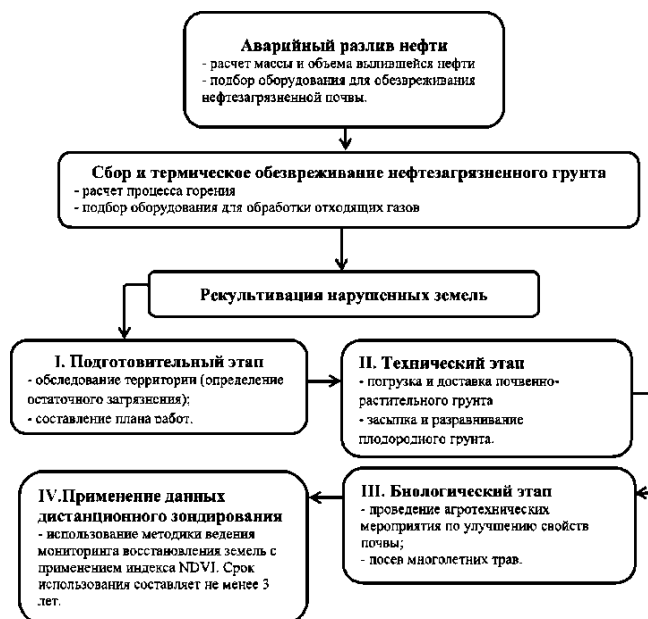 Аварийный разлив нефти
- расчет массы и объема вылившейся нефти
- подбор оборудования для обезвреживания
нефтезагрязненной почвы.
Сбор и термическое обезвреживание нефтезагрязненного грунта
- расчет процесса горения
- подбор оборудования для обработки отходящих газов
Рекультивация нарушенных земель
I. Подготовительный этап
- обследование территории (определение
остаточного загрязнения);
- составление плана работ.
II. Технический этап
- погрузка и доставка почвенно-
растительного грунта
- засыпка и разравнивание
плодородного грунта.
III. Биологический этап
- проведение агротехнических
мероприятия по улучшению свойств
почвы;
- посев многолетних трав.
IV.Применение данных
дистанционного зондирования
- использование методики ведения
мониторинга восстановления земель с
применением индекса NDVI. Срок
использования составляет не менее 3
лет.